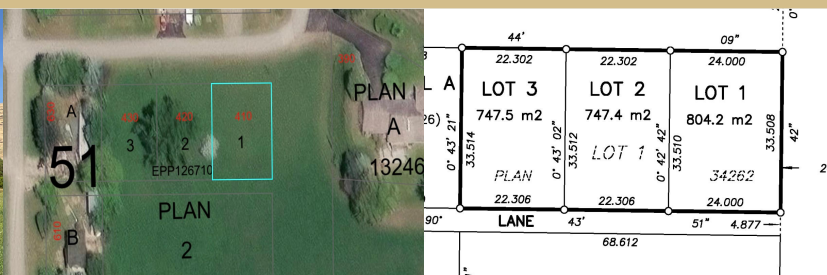 A
3
2
1
51
EPP126710
PLAN
2
B
PLAN
A
13246
44'
09"
22.302
22.302
24.000
L A
LOT 3
LOT 2
LOT 1
26)
747.5 m2
747.4 m2
804.2 m2
0° 43' 21"
33.514
0° 43' 02"
33.512
0° 42' 42"
33.510
33.508
42"
PLAN
LOT 1
34262
2
22.306
22.306
24.000
90°
LANE
43'
51"
4.877
68.612